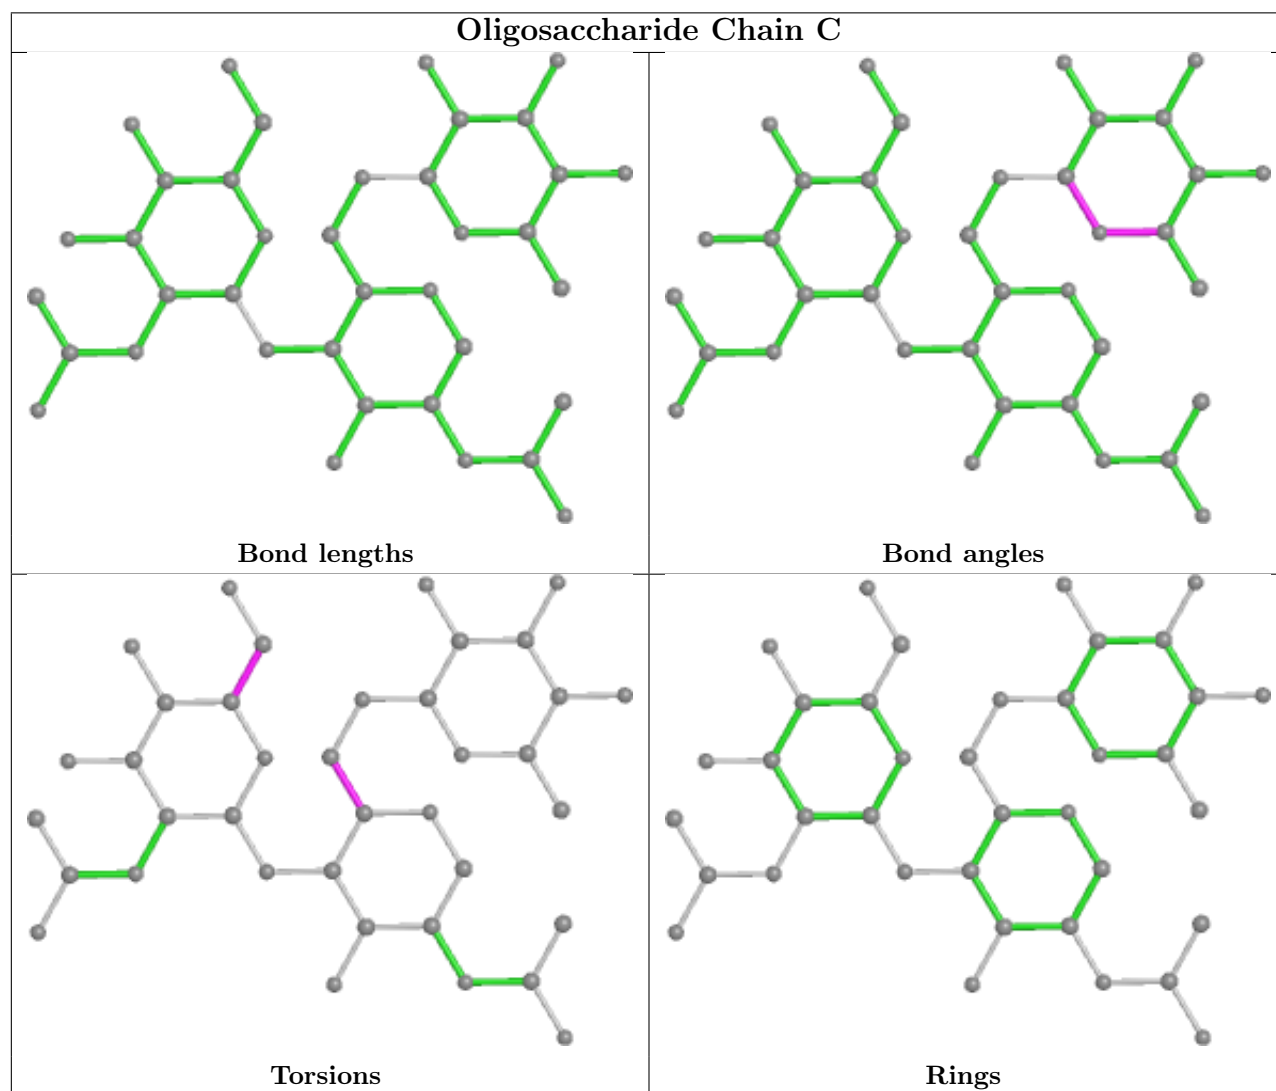 Oligosaccharide Chain C
Bond lengths
Bond angles
Torsions
Rings